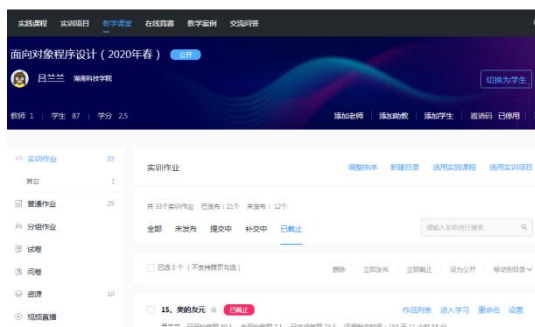 实践课程 实训项目 教学课堂 在线竞赛 教学案例 交流问答
面向对象程序设计 ( 2020年春 ) 公开
吕兰兰 湖南科技学院
切换为学生
教师 1 学生 87 学分 2.5
添加老师 添加助教 添加学生 邀请码 已停用
实训作业 33
其它 1
普通作业 25
分组作业
试卷
问卷
资源 10
视频直播
实训作业
调整排序 新建目录 选用实践课程 选用实训项目
共 33个实训作业 已发布:21个 未发布:12个
全部 未发布 提交中 补交中 已截止
请输入名称进行搜索
已选 0 个 (不支持跨页勾选)
删除 立即发布 立即截止 设为公开 移动到目录
15、类的友元 已截止
作品列表 进入学习 重命名 设置